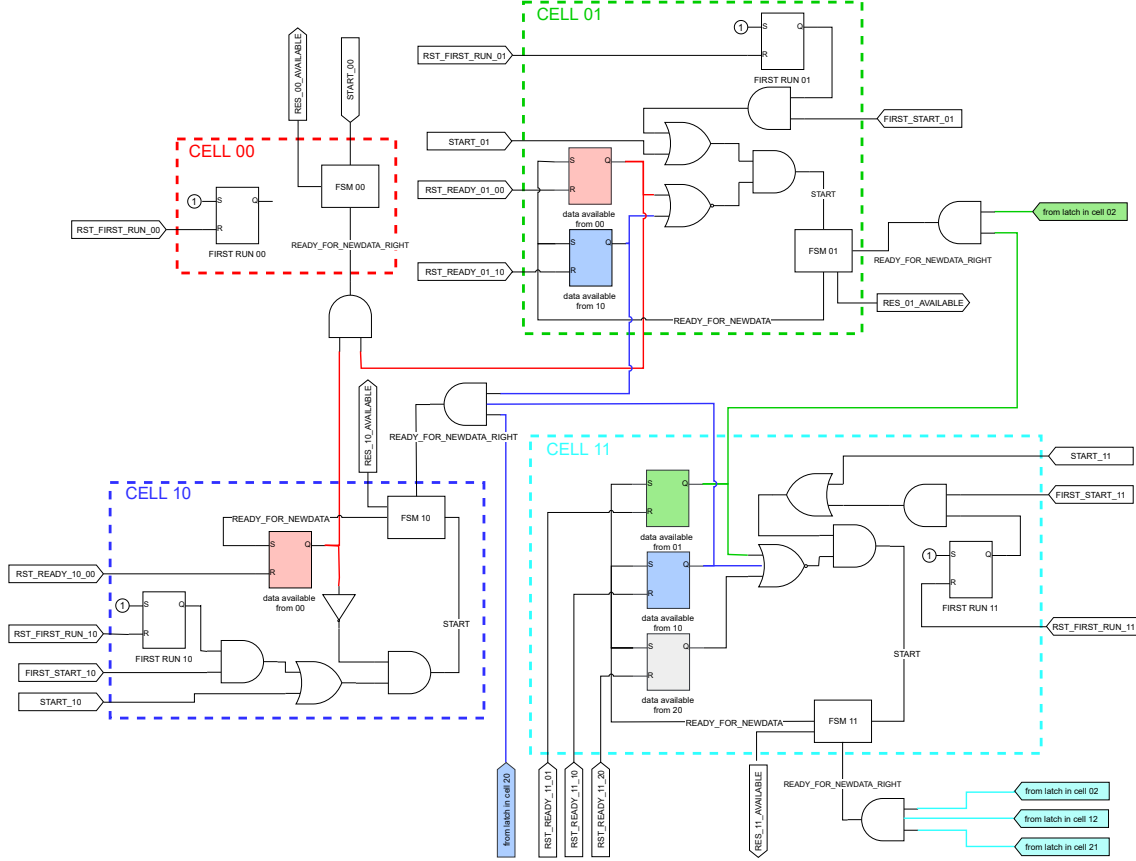 CELL 01
1
S
Q
R
RST_FIRST_RUN_01
FIRST RUN 01
RES_00_AVAILABLE
START_00
FIRST_START_01
CELL 00
START_01
FSM 00
S
Q
R
RST_READY_01_00
START
data available
from 00
1
S
Q
R
RST_FIRST_RUN_00
FIRST RUN 00
READY_FOR_NEWDATA_RIGHT
from latch in cell 02
S
Q
R
RST_READY_01_10
FSM 01
READY_FOR_NEWDATA_RIGHT
data available
from 10
RES_01_AVAILABLE
READY_FOR_NEWDATA
RES_10_AVAILABLE
READY_FOR_NEWDATA_RIGHT
CELL 11
START_11
CELL 10
S
Q
R
FIRST_START_11
FSM 10
READY_FOR_NEWDATA
data available
from 01
S
Q
R
data available
from 00
RST_READY_10_00
S
Q
R
data available
from 10
1
S
Q
R
FIRST RUN 11
RST_FIRST_RUN_11
1
S
Q
R
RST_FIRST_RUN_10
FIRST RUN 10
START
FIRST_START_10
START_10
S
Q
R
data available
from 20
START
READY_FOR_NEWDATA
FSM 11
from latch in cell 20
RST_READY_11_01
RST_READY_11_10
RST_READY_11_20
RES_11_AVAILABLE
READY_FOR_NEWDATA_RIGHT
from latch in cell 02
from latch in cell 12
from latch in cell 21